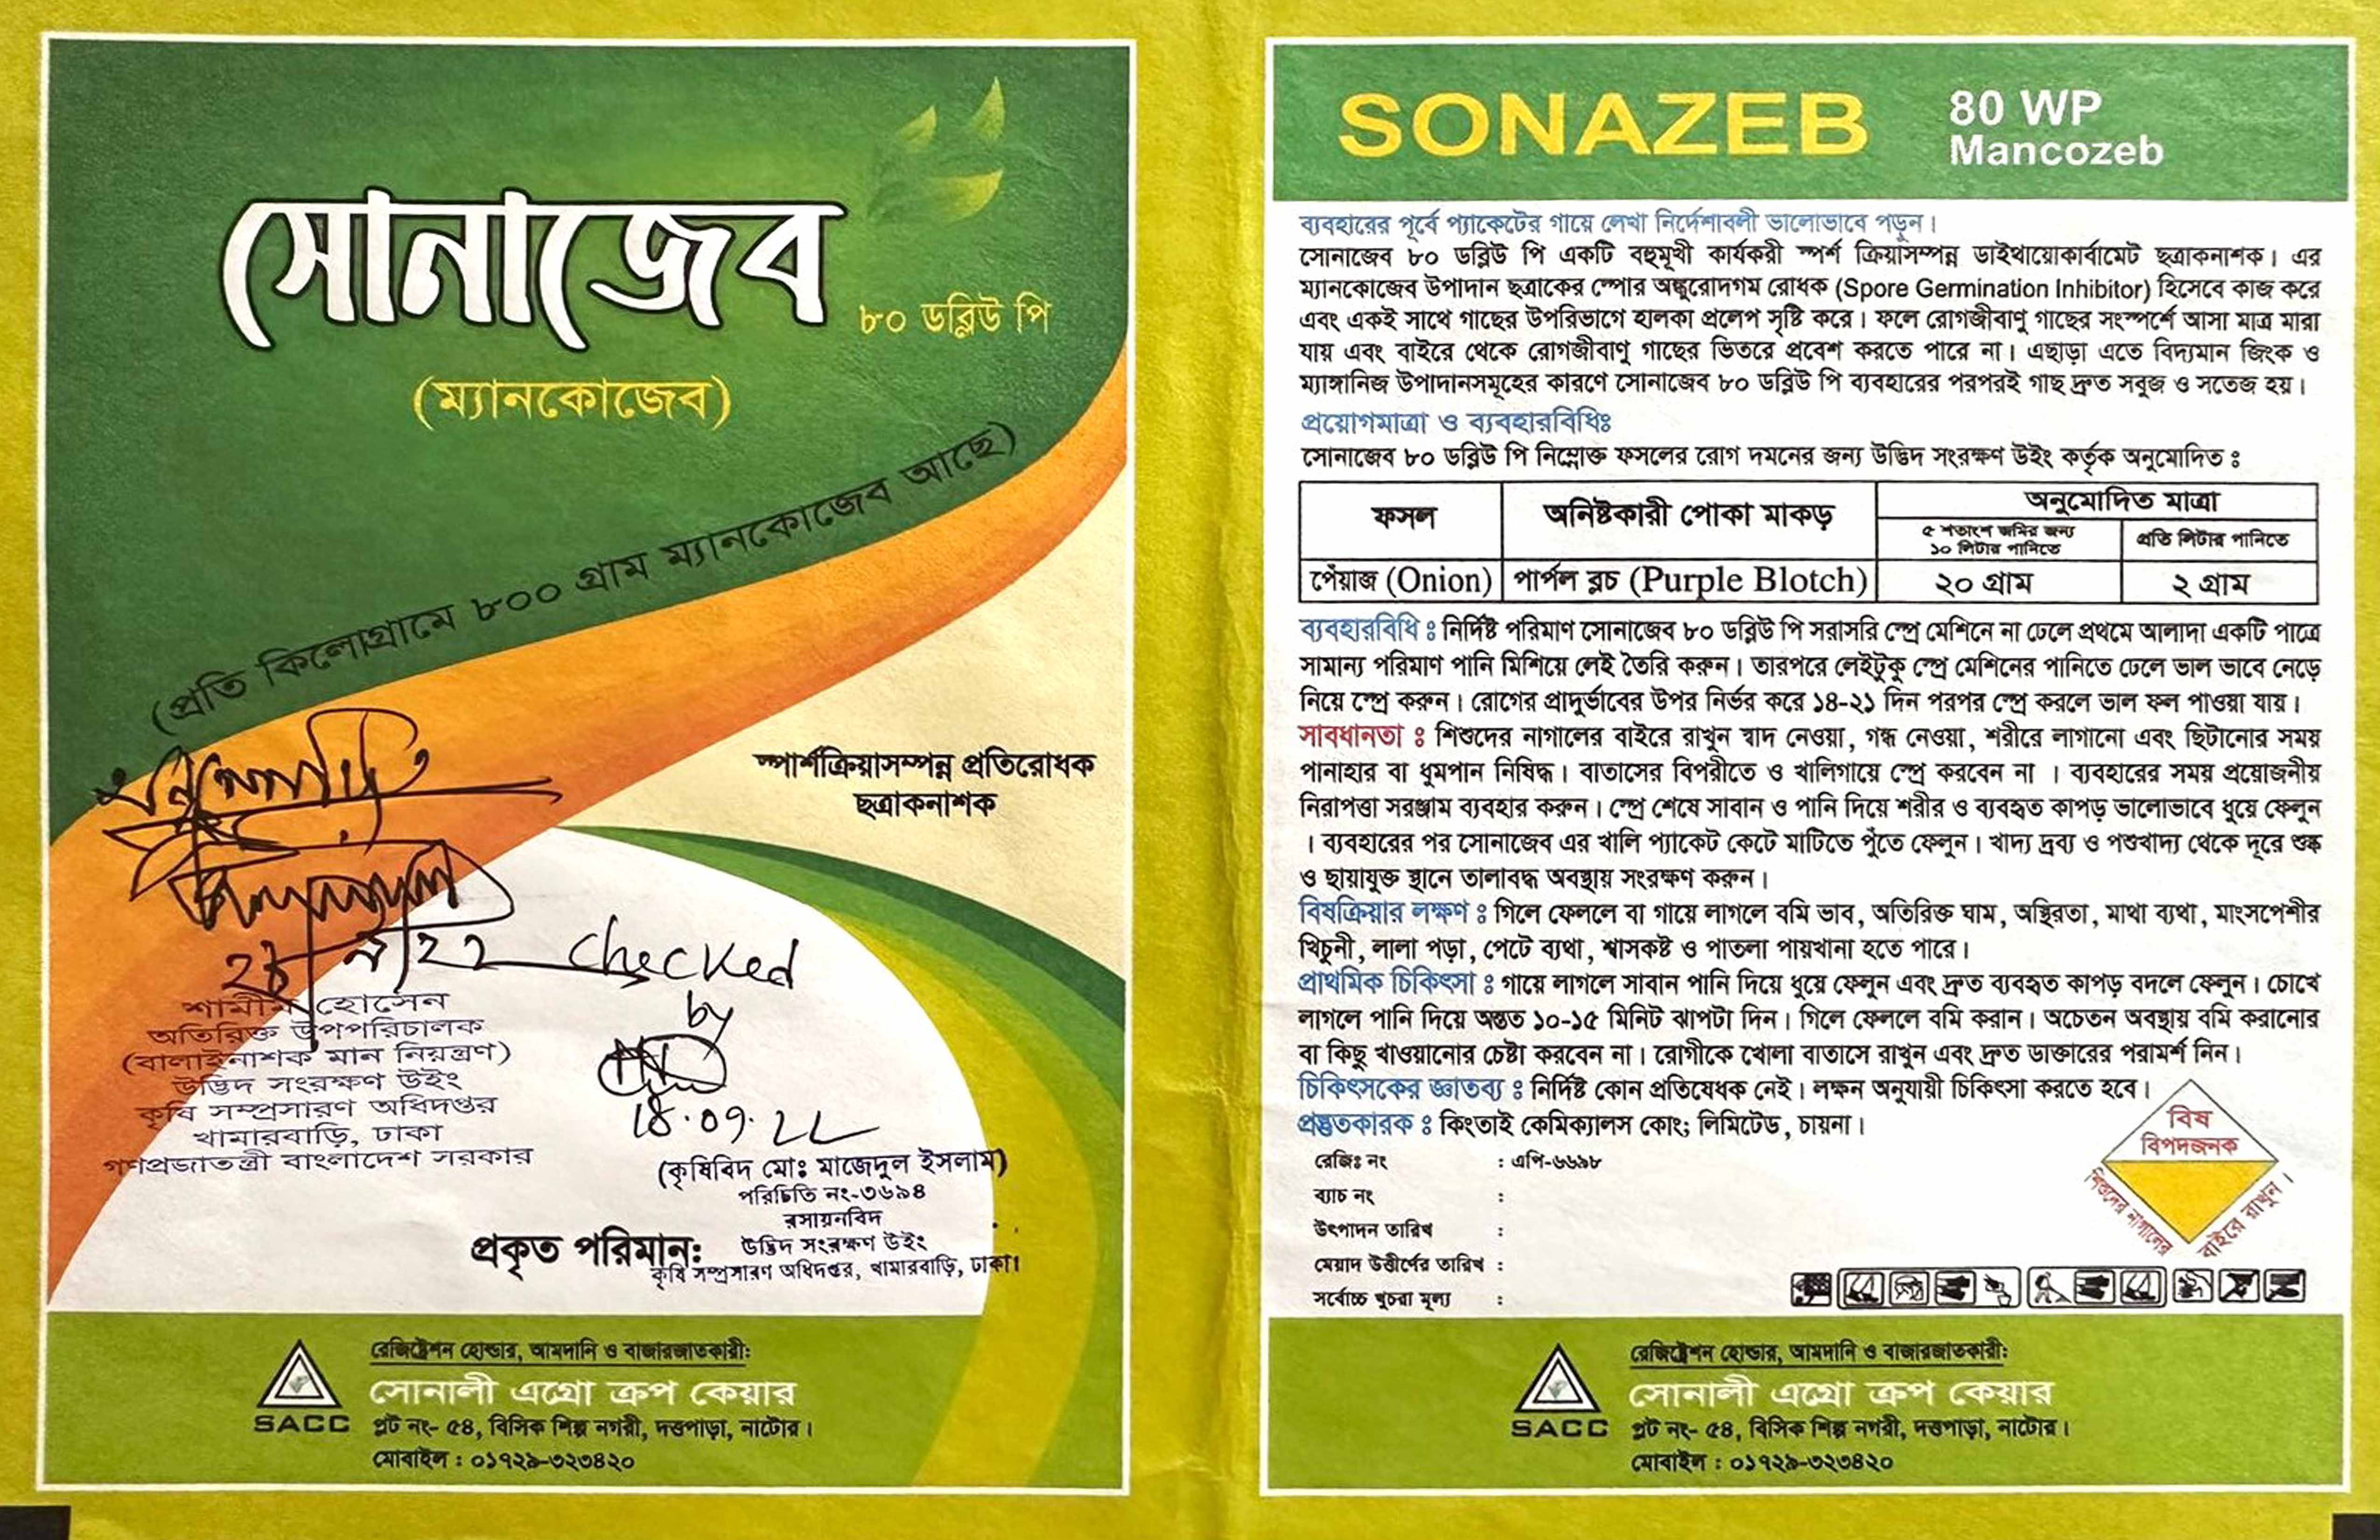 সোনাজেব
৮০ ডব্লিউ পি
(ম্যানকোজেব)
(প্রতি কিলোগ্রামে ৮০০ গ্রাম ম্যানকোজেব আছে)
স্পার্শক্রিয়াসম্পন্ন প্রতিরোধক
ছত্রাকনাশক
অনুমোদিত
checked
by
18.09.22
শামীম হোসেন
অতিরিক্ত উপপরিচালক
(বালাইনাশক মান নিয়ন্ত্রণ)
উদ্ভিদ সংরক্ষণ উইং
কৃষি সম্প্রসারণ অধিদপ্তর
খামারবাড়ি, ঢাকা
গণপ্রজাতন্ত্রী বাংলাদেশ সরকার
(কৃষিবিদ মোঃ মাজেদুল ইসলাম)
পরিচিতি নং-৩৬৯৪
রসায়নবিদ
উদ্ভিদ সংরক্ষণ উইং
কৃষি সম্প্রসারণ অধিদপ্তর, খামারবাড়ি, ঢাকা।
প্রকৃত পরিমান:
রেজিষ্ট্রেশন হোল্ডার, আমদানি ও বাজারজাতকারী:
সোনালী এগ্রো ক্রপ কেয়ার
SACC
প্লট নং- ৫৪, বিসিক শিল্প নগরী, দত্তপাড়া, নাটোর।
মোবাইল : ০১৭২৯-৩২৩৪২০
SONAZEB
80 WP
Mancozeb
ব্যবহারের পূর্বে প্যাকেটের গায়ে লেখা নির্দেশাবলী ভালোভাবে পড়ুন।
সোনাজেব ৮০ ডব্লিউ পি একটি বহুমূখী কার্যকরী স্পর্শ ক্রিয়াসম্পন্ন ডাইথায়োকার্বামেট ছত্রাকনাশক। এর
ম্যানকোজেব উপাদান ছত্রাকের স্পোর অঙ্কুরোদগম রোধক (Spore Germination Inhibitor) হিসেবে কাজ করে
এবং একই সাথে গাছের উপরিভাগে হালকা প্রলেপ সৃষ্টি করে। ফলে রোগজীবাণু গাছের সংস্পর্শে আসা মাত্র মারা
যায় এবং বাইরে থেকে রোগজীবাণু গাছের ভিতরে প্রবেশ করতে পারে না। এছাড়া এতে বিদ্যমান জিংক ও
ম্যাঙ্গানিজ উপাদানসমূহের কারণে সোনাজেব ৮০ ডব্লিউ পি ব্যবহারের পরপরই গাছ দ্রুত সবুজ ও সতেজ হয়।
প্রয়োগমাত্রা ও ব্যবহারবিধিঃ
সোনাজেব ৮০ ডব্লিউ পি নিম্নোক্ত ফসলের রোগ দমনের জন্য উদ্ভিদ সংরক্ষণ উইং কর্তৃক অনুমোদিত ঃ
ফসল
অনিষ্টকারী পোকা মাকড়
অনুমোদিত মাত্রা
৫ শতাংশ জমির জন্য
১০ লিটার পানিতে
প্রতি লিটার পানিতে
পেঁয়াজ (Onion) পার্পল ব্লচ (Purple Blotch) ২০ গ্রাম ২ গ্রাম
ব্যবহারবিধি ঃ নির্দিষ্ট পরিমাণ সোনাজেব ৮০ ডব্লিউ পি সরাসরি স্প্রে মেশিনে না ঢেলে প্রথমে আলাদা একটি পাত্রে
সামান্য পরিমাণ পানি মিশিয়ে লেই তৈরি করুন। তারপরে লেইটুকু স্প্রে মেশিনের পানিতে ঢেলে ভাল ভাবে নেড়ে
নিয়ে স্প্রে করুন। রোগের প্রাদুর্ভাবের উপর নির্ভর করে ১৪-২১ দিন পরপর স্প্রে করলে ভাল ফল পাওয়া যায়।
সাবধানতা ঃ শিশুদের নাগালের বাইরে রাখুন স্বাদ নেওয়া, গন্ধ নেওয়া, শরীরে লাগানো এবং ছিটানোর সময়
পানাহার বা ধুমপান নিষিদ্ধ। বাতাসের বিপরীতে ও খালিগায়ে স্প্রে করবেন না । ব্যবহারের সময় প্রয়োজনীয়
নিরাপত্তা সরঞ্জাম ব্যবহার করুন। স্প্রে শেষে সাবান ও পানি দিয়ে শরীর ও ব্যবহৃত কাপড় ভালোভাবে ধুয়ে ফেলুন
। ব্যবহারের পর সোনাজেব এর খালি প্যাকেট কেটে মাটিতে পুঁতে ফেলুন। খাদ্য দ্রব্য ও পশুখাদ্য থেকে দূরে শুষ্ক
ও ছায়াযুক্ত স্থানে তালাবদ্ধ অবস্থায় সংরক্ষণ করুন।
বিষক্রিয়ার লক্ষণ ঃ গিলে ফেললে বা গায়ে লাগলে বমি ভাব, অতিরিক্ত ঘাম, অস্থিরতা, মাথা ব্যথা, মাংসপেশীর
খিচুনী, লালা পড়া, পেটে ব্যথা, শ্বাসকষ্ট ও পাতলা পায়খানা হতে পারে।
প্রাথমিক চিকিৎসা ঃ গায়ে লাগলে সাবান পানি দিয়ে ধুয়ে ফেলুন এবং দ্রুত ব্যবহৃত কাপড় বদলে ফেলুন। চোখে
লাগলে পানি দিয়ে অন্তত ১০-১৫ মিনিট ঝাপটা দিন। গিলে ফেললে বমি করান। অচেতন অবস্থায় বমি করানোর
বা কিছু খাওয়ানোর চেষ্টা করবেন না। রোগীকে খোলা বাতাসে রাখুন এবং দ্রুত ডাক্তারের পরামর্শ নিন।
চিকিৎসকের জ্ঞাতব্য ঃ নির্দিষ্ট কোন প্রতিষেধক নেই। লক্ষন অনুযায়ী চিকিৎসা করতে হবে।
প্রস্তুতকারক ঃ কিংতাই কেমিক্যালস কোং; লিমিটেড, চায়না।
রেজিঃ নং : এপি-৬৬৯৮
ব্যাচ নং :
উৎপাদন তারিখ :
মেয়াদ উত্তীর্ণের তারিখ :
সর্বোচ্চ খুচরা মূল্য :
বিষ
বিপদজনক
শিশুদের নাগালের
বাইরে রাখুন।
রেজিষ্ট্রেশন হোল্ডার, আমদানি ও বাজারজাতকারী:
সোনালী এগ্রো ক্রপ কেয়ার
SACC
প্লট নং- ৫৪, বিসিক শিল্প নগরী, দত্তপাড়া, নাটোর।
মোবাইল : ০১৭২৯-৩২৩৪২০